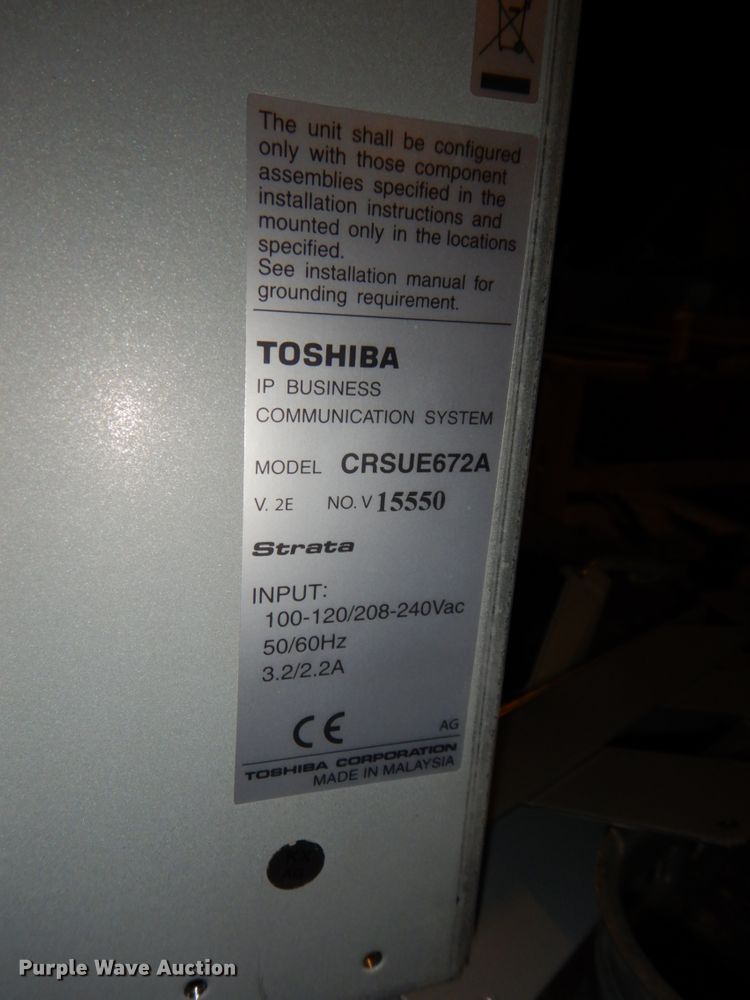 The unit shall be configured
only with those component
assemblies specified in the
installation instructions and
mounted only in the locations
specified.
See installation manual for
grounding requirement.
TOSHIBA
IP BUSINESS
COMMUNICATION SYSTEM
MODEL CRSUE672A
V. 2E NO. V 15550
Strata
INPUT:
100-120/208-240Vac
50/60Hz
3.2/2.2A
CE
AG
TOSHIBA CORPORATION
MADE IN MALAYSIA
Purple Wave Auction